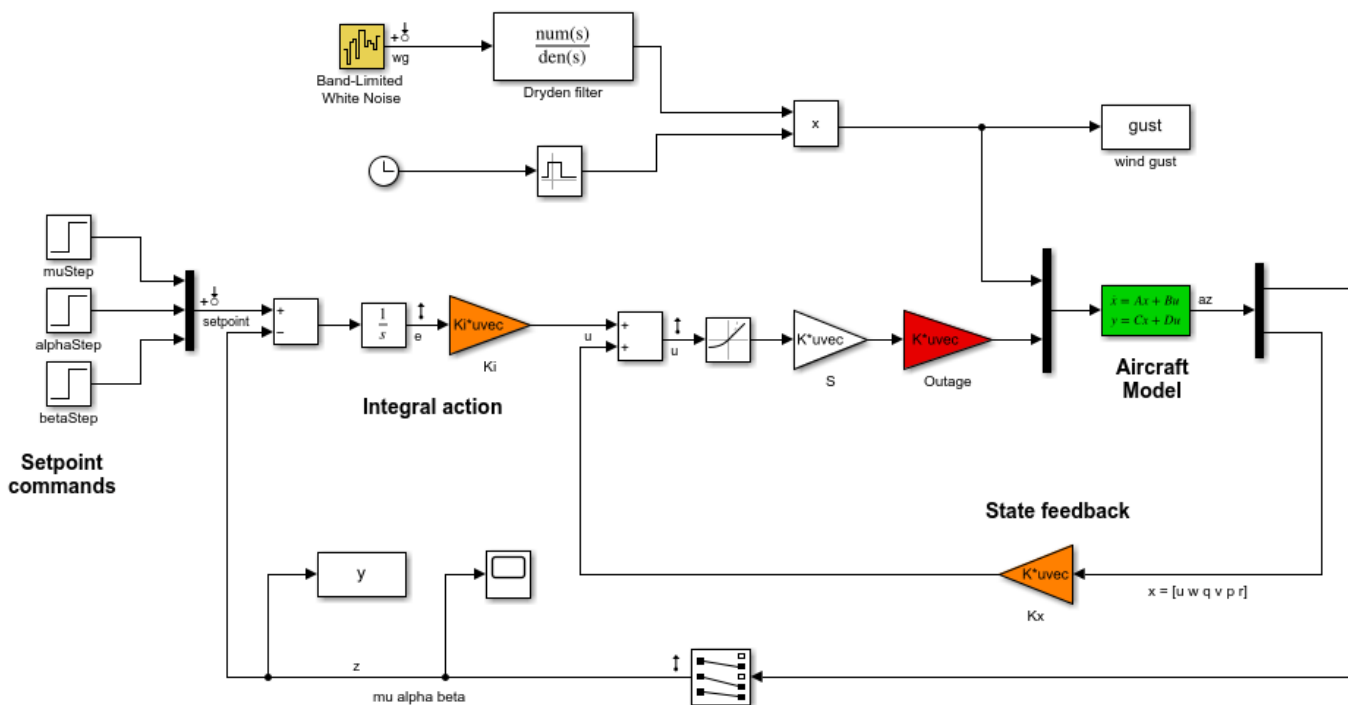 num(s)
den(s)
wg
Band-Limited
White Noise
Dryden filter
x
gust
wind gust
muStep
alphaStep
betaStep
Setpoint
commands
+
setpoint
+
−
1
s
e
Ki*uvec
Ki
Integral action
u
+
+
u
K*uvec
S
K*uvec
Outage
ẋ = Ax + Bu
y = Cx + Du
az
Aircraft
Model
State feedback
K*uvec
Kx
x = [u w q v p r]
y
z
mu alpha beta